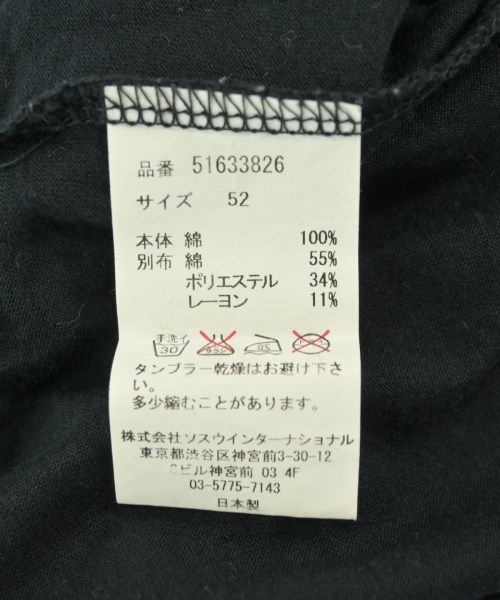 品番 51633826
サイズ 52
本体 綿 100%
別布 綿 55%
ポリエステル 34%
レーヨン 11%
手洗イ
30
タンブラー乾燥はお避け下さ
い。
多少縮むことがあります。
株式会社ソスウインターナショナル
東京都渋谷区神宮前3-30-12
ビル神宮前 03 4F
03-5775-7143
日本製